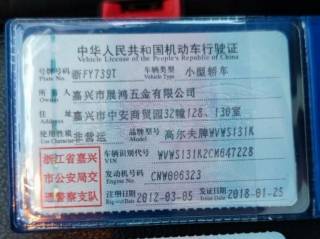 中华人民共和国机动车行驶证
Vehicle License of the People's Republic of China
号牌号码 浙FY739T 车辆类型 小型轿车
Plate No. Vehicle Type
所有人 嘉兴市展鸿五金有限公司
Owner
住址 嘉兴市中安商贸园32幢128、130室
Address
使用性质 非营运 品牌型号 高尔夫牌WVWS131K
Use Character Model
浙江省嘉兴市公安局交通警察支队
车辆识别代号 WVWS131K2CM647228
VIN
发动机号码 CNW006323
Engine No.
注册日期 2012-03-05 发证日期 2018-01-25
Register Date Issue Date